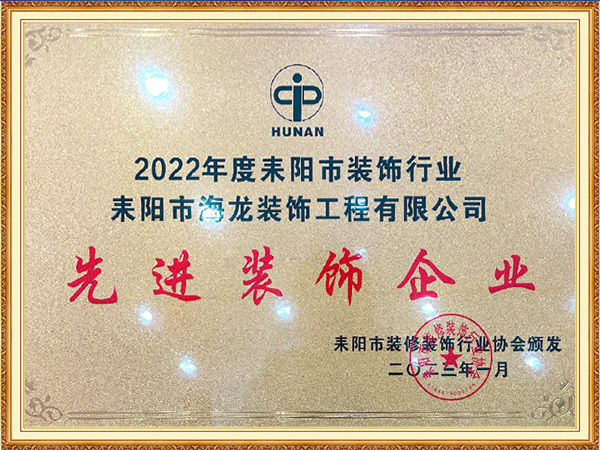 HUNAN
2022年度耒阳市装饰行业
耒阳市海龙装饰工程有限公司
先进装饰企业
耒阳市装修装饰行业协会颁发
二〇二三年一月